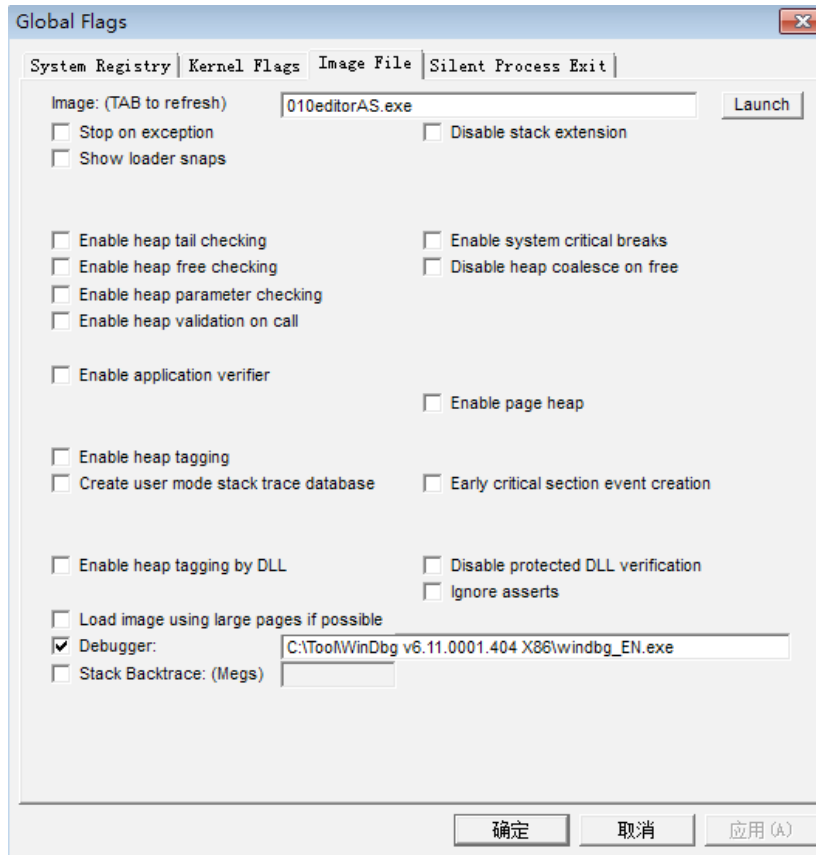 Global Flags
System Registry Kernel Flags Image File Silent Process Exit
Image: (TAB to refresh) 010editorAS.exe Launch
Stop on exception Disable stack extension
Show loader snaps
Enable heap tail checking Enable system critical breaks
Enable heap free checking Disable heap coalesce on free
Enable heap parameter checking
Enable heap validation on call
Enable application verifier
Enable page heap
Enable heap tagging
Create user mode stack trace database Early critical section event creation
Enable heap tagging by DLL Disable protected DLL verification
Ignore asserts
Load image using large pages if possible
Debugger: C:\Tool\WinDbg v6.11.0001.404 X86\windbg_EN.exe
Stack Backtrace: (Megs)
确定 取消 应用(A)